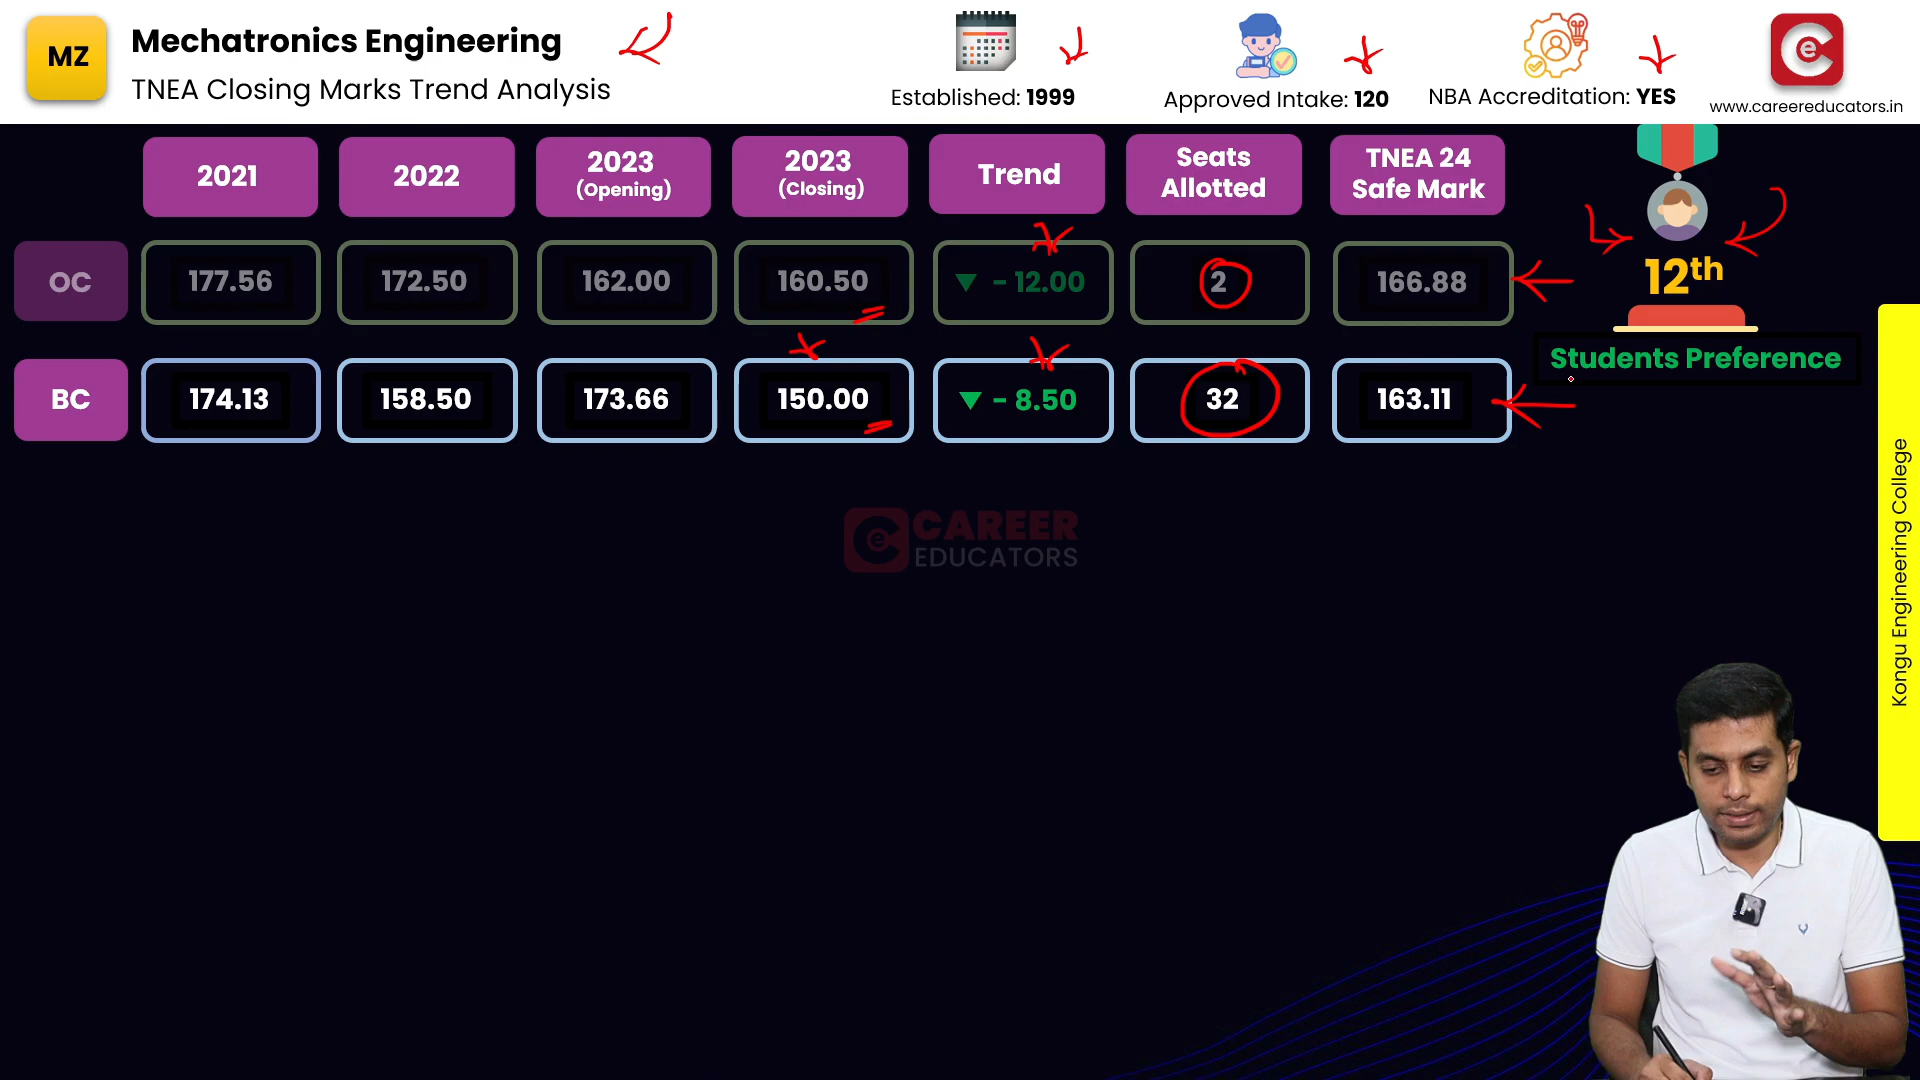 MZ
Mechatronics Engineering
TNEA Closing Marks Trend Analysis
Established: 1999
Approved Intake: 120
NBA Accreditation: YES
e
www.careereducators.in
2021
2022
2023
(Opening)
2023
(Closing)
Trend
Seats
Allotted
TNEA 24
Safe Mark
OC
177.56
172.50
162.00
160.50
▼ - 12.00
2
166.88
12th
Students Preference
BC
174.13
158.50
173.66
150.00
▼ - 8.50
32
163.11
e
CAREER
EDUCATORS
Kongu Engineering College